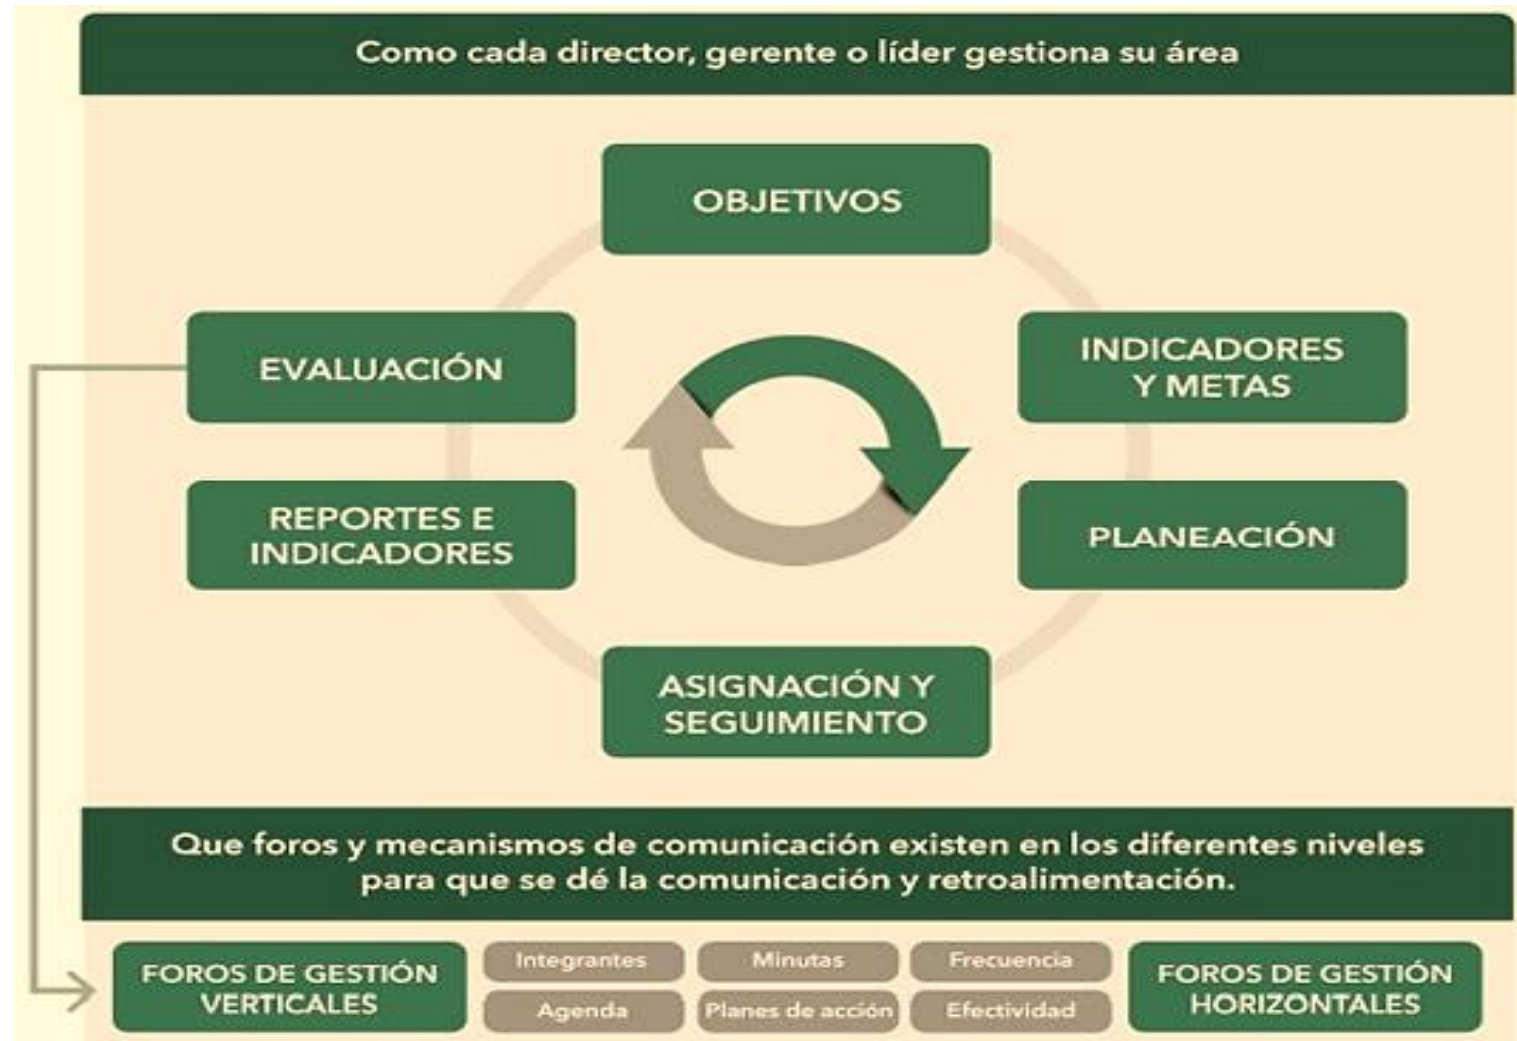 Como cada director, gerente o líder gestiona su área
OBJETIVOS
EVALUACIÓN
INDICADORES
Y METAS
REPORTES E
INDICADORES
PLANEACIÓN
ASIGNACIÓN Y
SEGUIMIENTO
Que foros y mecanismos de comunicación existen en los diferentes niveles
para que se dé la comunicación y retroalimentación.
FOROS DE GESTIÓN
VERTICALES
Integrantes
Minutas
Frecuencia
Agenda
Planes de acción
Efectividad
FOROS DE GESTIÓN
HORIZONTALES